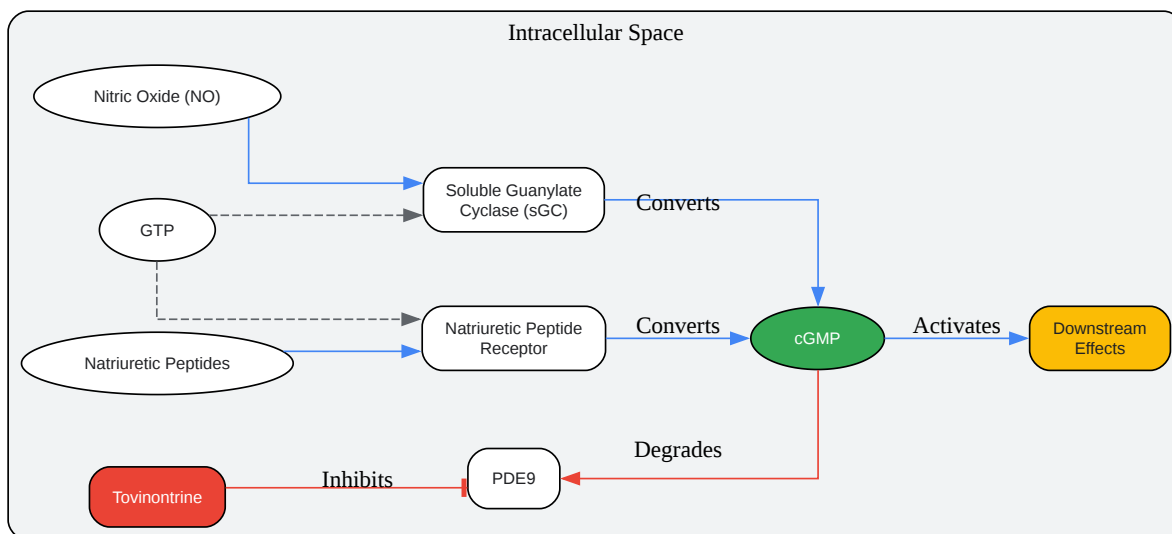 Intracellular Space
Nitric Oxide (NO)
Soluble Guanylate
Cyclase (sGC)
Converts
GTP
Natriuretic Peptide
Receptor
Converts
cGMP
Activates
Downstream
Effects
Natriuretic Peptides
Degrades
Tovinontrine
Inhibits
PDE9